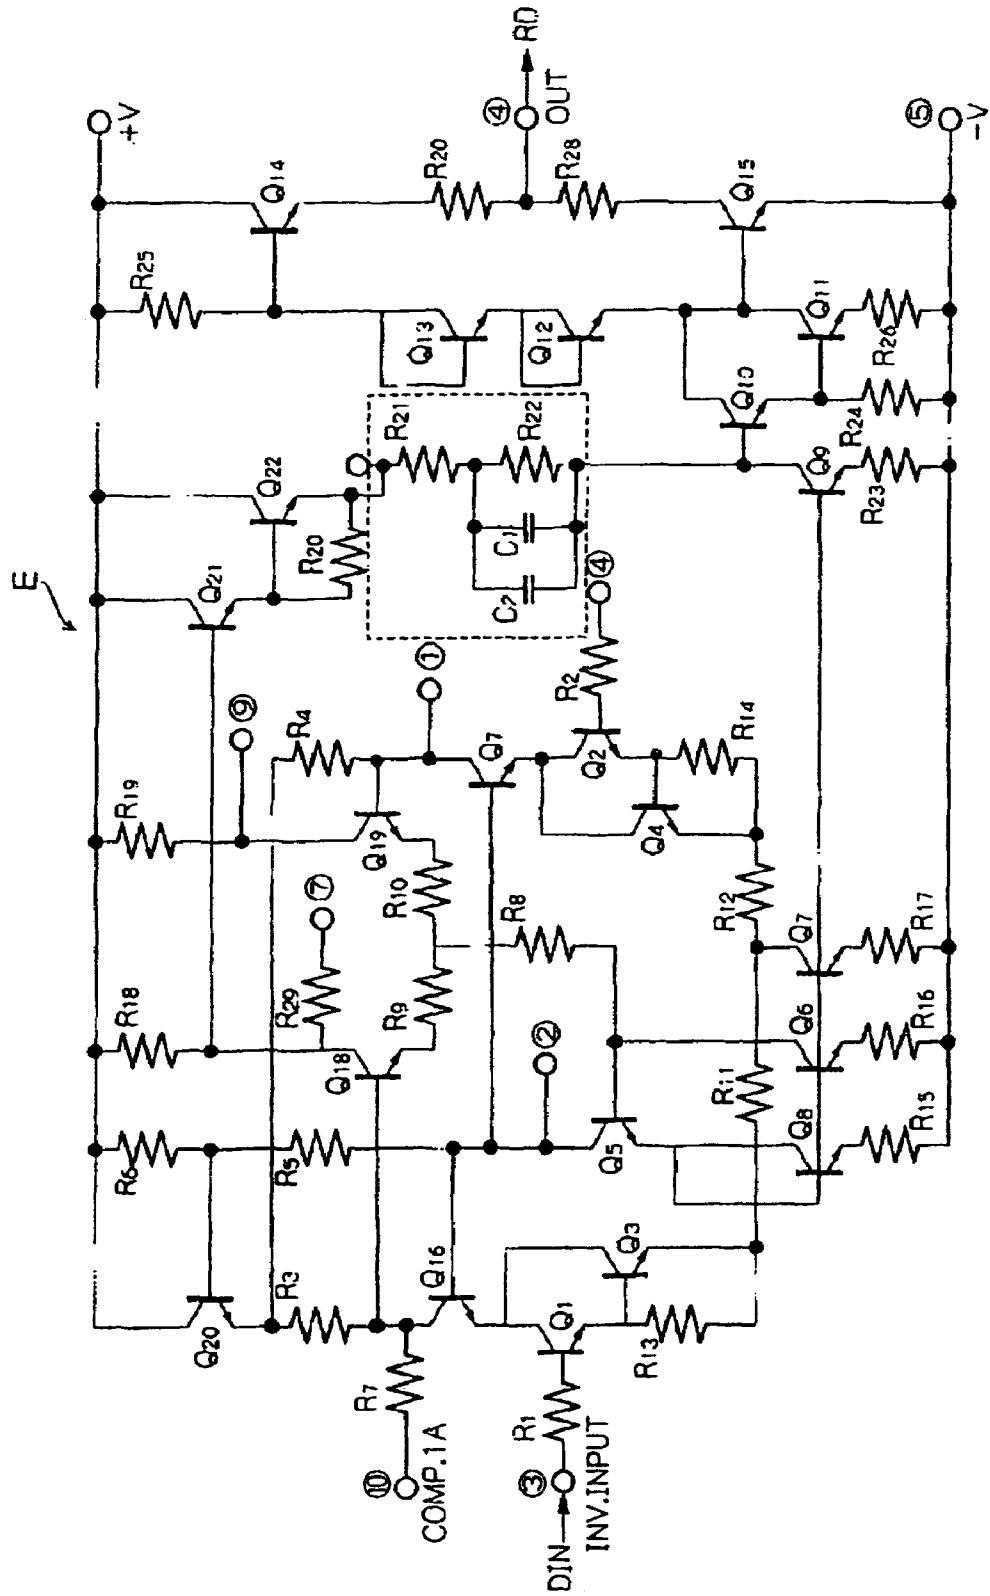 E
+V
R6
R18
R19
R25
Q20
Q21
Q22
Q14
R3
R5
R29
⑦
⑨
R4
R20
R20
④
OUT
RD
Q18
Q19
①
R21
Q13
R7
⑩
COMP.1A
Q16
R9
R10
R22
Q12
R28
C2
C1
②
R8
Q7
R1
③
DIN
INV.INPUT
Q1
Q3
R13
Q5
R2
④
Q2
Q4
R14
R11
R12
Q8
Q6
Q7
Q9
Q10
Q11
Q15
R15
R16
R17
R23
R24
R26
⑤
-V